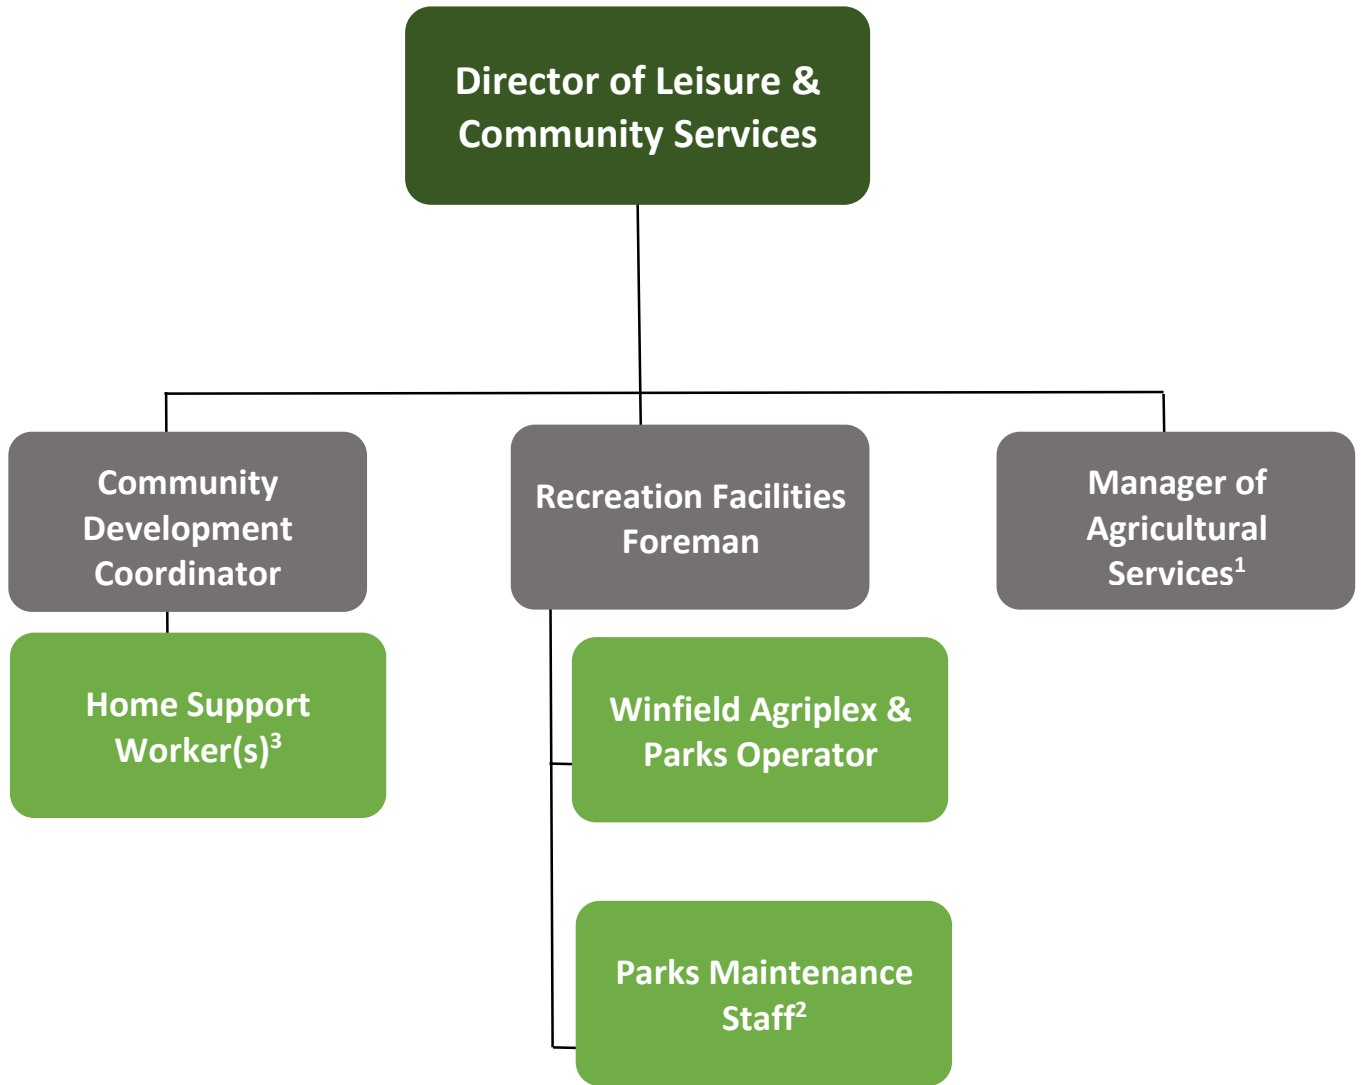 Director of Leisure &
Community Services
Community
Development
Coordinator
Recreation Facilities
Foreman
Manager of
Agricultural
Services¹
Home Support
Worker(s)³
Winfield Agriplex &
Parks Operator
Parks Maintenance
Staff²